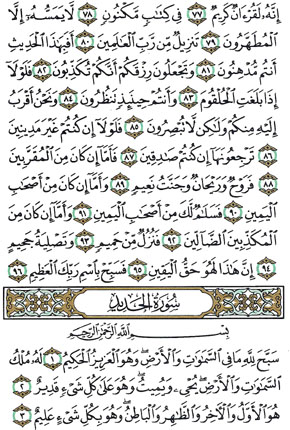 إِنَّهُۥ لَقُرْءَانٌ كَرِيمٌ ٧٧ فِى كِتَٰبٍ مَّكْنُونٍ ٧٨ لَّا يَمَسُّهُۥٓ إِلَّا
ٱلْمُطَهَّرُونَ ٧٩ تَنزِيلٌ مِّن رَّبِّ ٱلْعَٰلَمِينَ ٨٠ أَفَبِهَٰذَا ٱلْحَدِيثِ
أَنتُم مُّدْهِنُونَ ٨١ وَتَجْعَلُونَ رِزْقَكُمْ أَنَّكُمْ تُكَذِّبُونَ ٨٢ فَلَوْلَآ
إِذَا بَلَغَتِ ٱلْحُلْقُومَ ٨٣ وَأَنتُمْ حِينَئِذٍ تَنظُرُونَ ٨٤ وَنَحْنُ أَقْرَبُ
إِلَيْهِ مِنكُمْ وَلَٰكِن لَّا تُبْصِرُونَ ٨٥ فَلَوْلَآ إِن كُنتُمْ غَيْرَ مَدِينِينَ
٨٦ تَرْجِعُونَهَآ إِن كُنتُمْ صَٰدِقِينَ ٨٧ فَأَمَّآ إِن كَانَ مِنَ ٱلْمُقَرَّبِينَ
٨٨ فَرَوْحٌ وَرَيْحَانٌ وَجَنَّتُ نَعِيمٍ ٨٩ وَأَمَّآ إِن كَانَ مِنْ أَصْحَٰبِ
ٱلْيَمِينِ ٩٠ فَسَلَٰمٌ لَّكَ مِنْ أَصْحَٰبِ ٱلْيَمِينِ ٩١ وَأَمَّآ إِن كَانَ مِنَ
ٱلْمُكَذِّبِينَ ٱلضَّآلِّينَ ٩٢ فَنُزُلٌ مِّنْ حَمِيمٍ ٩٣ وَتَصْلِيَةُ جَحِيمٍ
٩٤ إِنَّ هَٰذَا لَهُوَ حَقُّ ٱلْيَقِينِ ٩٥ فَسَبِّحْ بِٱسْمِ رَبِّكَ ٱلْعَظِيمِ ٩٦
سُورَةُ الْحَدِيدِ
بِسْمِ ٱللَّهِ ٱلرَّحْمَٰنِ ٱلرَّحِيمِ
سَبَّحَ لِلَّهِ مَا فِى ٱلسَّمَٰوَٰتِ وَٱلْأَرْضِ ۖ وَهُوَ ٱلْعَزِيزُ ٱلْحَكِيمُ ١ لَهُۥ مُلْكُ
ٱلسَّمَٰوَٰتِ وَٱلْأَرْضِ ۖ يُحْىِۦ وَيُمِيتُ ۖ وَهُوَ عَلَىٰ كُلِّ شَىْءٍ قَدِيرٌ ٢
هُوَ ٱلْأَوَّلُ وَٱلْءَاخِرُ وَٱلظَّٰهِرُ وَٱلْبَاطِنُ ۖ وَهُوَ بِكُلِّ شَىْءٍ عَلِيمٌ ٣